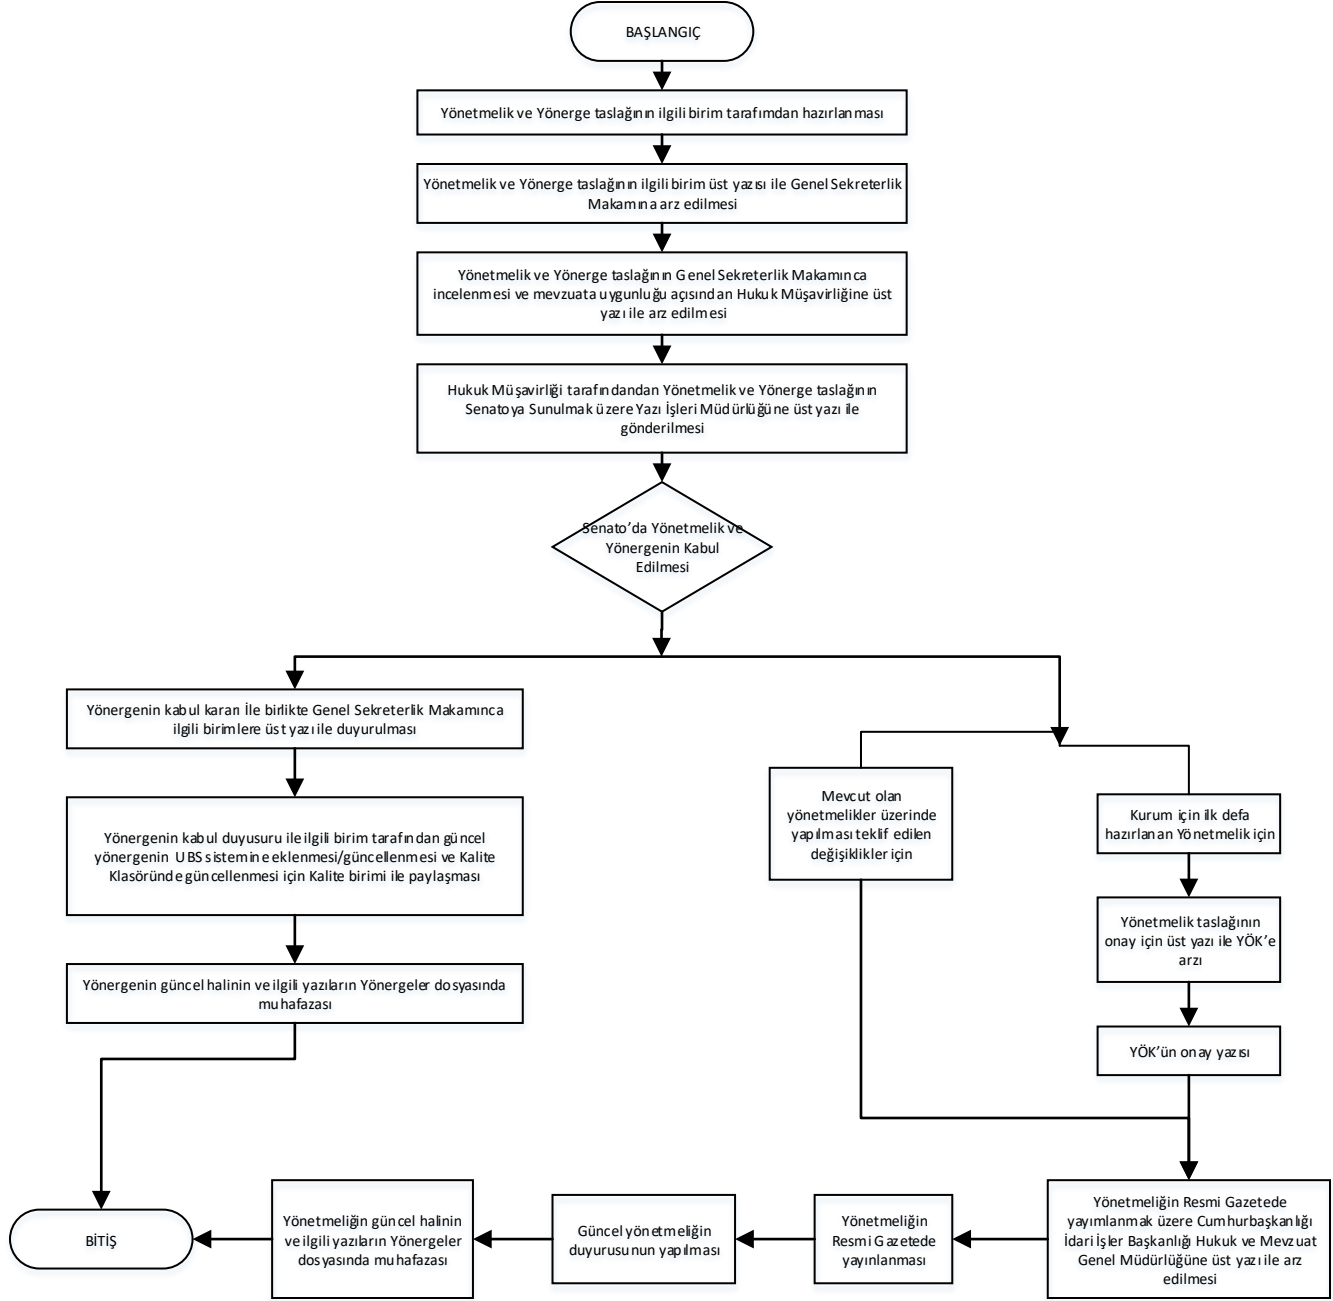 BAŞLANGIÇ
Yönetmelik ve Yönerge taslağının ilgili birim tarafımdan hazırlanması
Yönetmelik ve Yönerge taslağının ilgili birim üst yazısı ile Genel Sekreterlik
Makamına arz edilmesi
Yönetmelik ve Yönerge taslağının Genel Sekreterlik Makamınca
incelenmesi ve mevzuata uygunluğu açısından Hukuk Müşavirliğine üst
yazı ile arz edilmesi
Hukuk Müşavirliği tarafındandan Yönetmelik ve Yönerge taslağının
Senatoya Sunulmak üzere Yazı İşleri Müdürlüğüne üst yazı ile
gönderilmesi
Senato'da Yönetmelik ve
Yönergenin Kabul
Edilmesi
Yönergenin kabul kararı İle birlikte Genel Sekreterlik Makamınca
ilgili birimlere üst yazı ile duyurulması
Yönergenin kabul duyusuru ile ilgili birim tarafından güncel
yönergenin UBS sistemine eklenmesi/güncellenmesi ve Kalite
Klasöründe güncellenmesi için Kalite birimi ile paylaşması
Yönergenin güncel halinin ve ilgili yazıların Yönergeler dosyasında
muhafazası
Mevcut olan
yönetmelikler üzerinde
yapılması teklif edilen
değişiklikler için
Kurum için ilk defa
hazırlanan Yönetmelik için
Yönetmelik taslağının
onay için üst yazı ile YÖK'e
arzı
YÖK'ün onay yazısı
Yönetmeliğin Resmi Gazetede
yayımlanmak üzere Cumhurbaşkanlığı
İdari İşler Başkanlığı Hukuk ve Mevzuat
Genel Müdürlüğüne üst yazı ile arz
edilmesi
Yönetmeliğin
Resmi Gazetede
yayınlanması
Güncel yönetmeliğin
duyurusunun yapılması
Yönetmeliğin güncel halinin
ve ilgili yazıların Yönergeler
dosyasında muhafazası
BİTİŞ